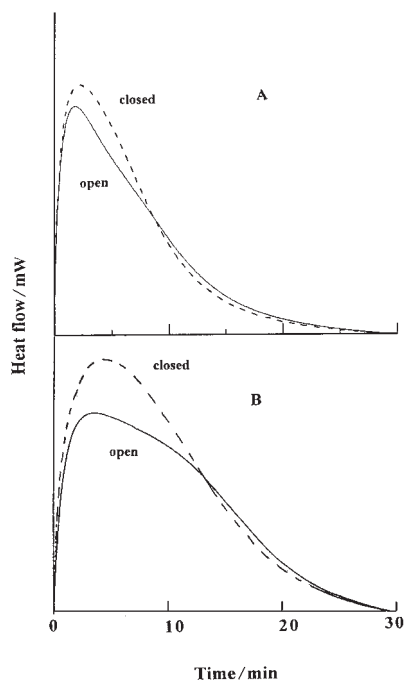 closed
A
open
Heat flow/mW
closed
B
open
0
10
20
30
Time/min